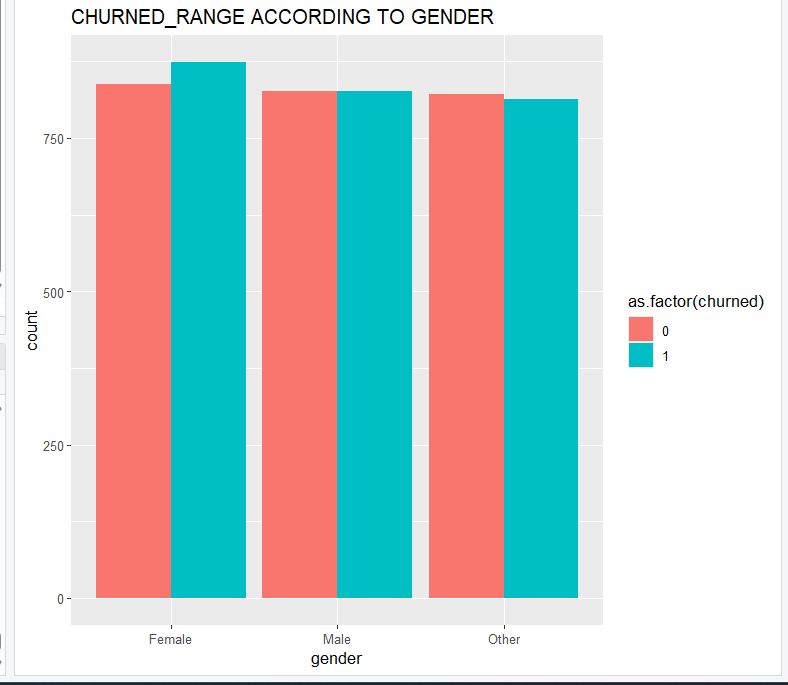 CHURNED_RANGE ACCORDING TO GENDER
750
500
250
0
count
Female Male Other
gender
as.factor(churned)
0
1